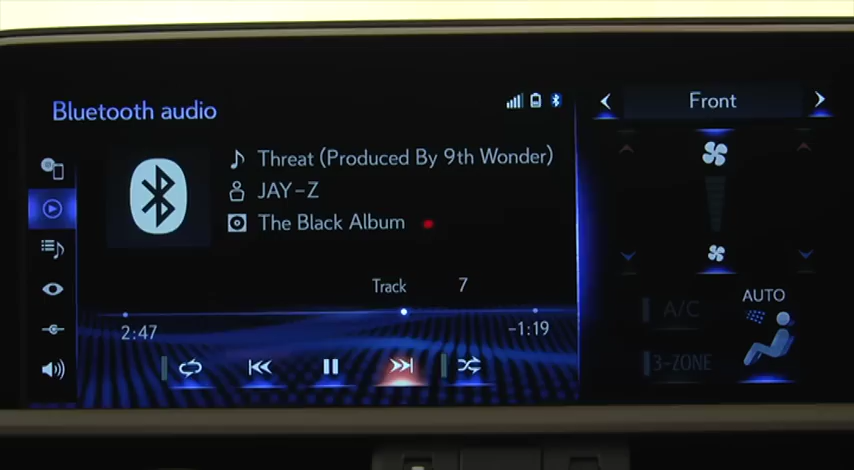 Bluetooth audio
Threat (Produced By 9th Wonder)
JAY-Z
The Black Album
Track 7
2:47
-1:19
Front
AUTO
A/C
3-ZONE